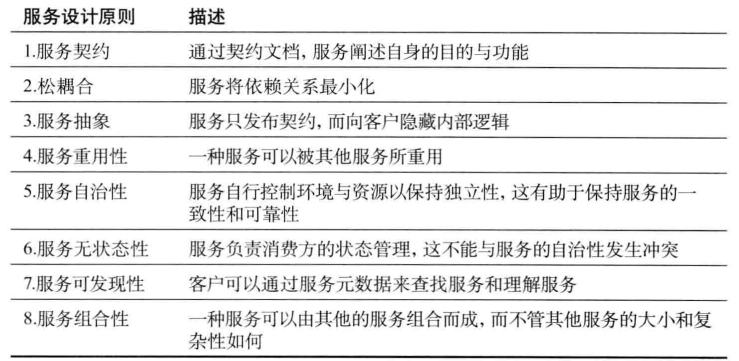 服务设计原则 描述
1.服务契约 通过契约文档，服务阐述自身的目的与功能
2.松耦合 服务将依赖关系最小化
3.服务抽象 服务只发布契约，而向客户隐藏内部逻辑
4.服务重用性 一种服务可以被其他服务所重用
5.服务自治性 服务自行控制环境与资源以保持独立性，这有助于保持服务的一
致性和可靠性
6.服务无状态性 服务负责消费方的状态管理，这不能与服务的自治性发生冲突
7.服务可发现性 客户可以通过服务元数据来查找服务和理解服务
8.服务组合性 一种服务可以由其他的服务组合而成，而不管其他服务的大小和复
杂性如何